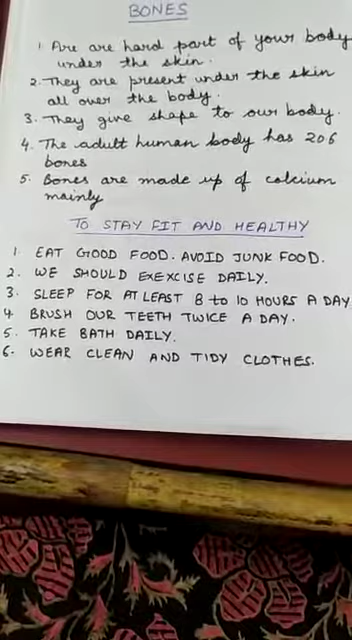 BONES
1 Are are hard part of your body
under the skin.
2. They are present under the skin
all over the body.
3. They give shape to our body.
4. The adult human body has 206
bones
5. Bones are made up of calcium
mainly
TO STAY FIT AND HEALTHY
1 EAT GOOD FOOD. AVOID JUNK FOOD.
2. WE SHOULD EXEXCISE DAILY.
3. SLEEP FOR AT LEAST 8 to 10 HOURS A DAY
4 BRUSH OUR TEETH TWICE A DAY.
5. TAKE BATH DAILY.
6. WEAR CLEAN AND TIDY CLOTHES.